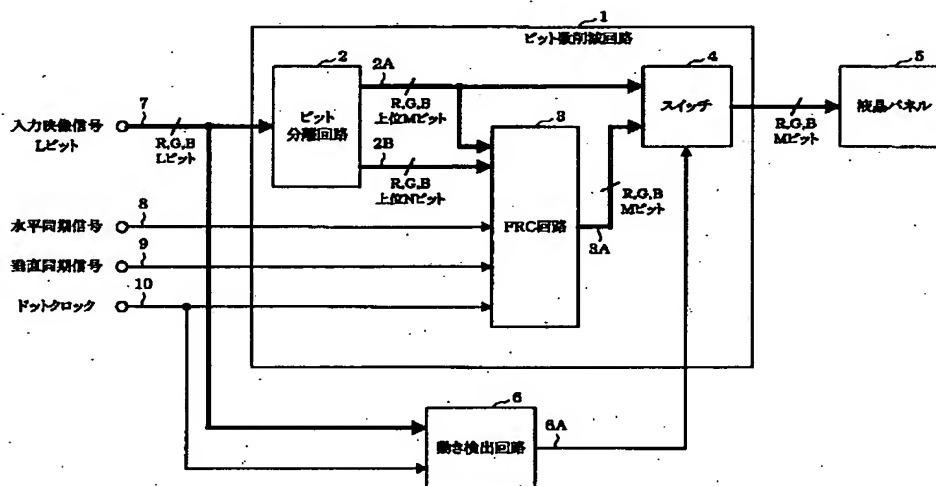 1
ビット数削減回路
2
ビット
分離回路
2A
R,G,B
上位Mビット
2B
R,G,B
上位Nビット
3
FRC回路
3A
R,G,B
Mビット
4
スイッチ
R,G,B
Mビット
5
液晶パネル
7
入力映像信号
Lビット
R,G,B
Lビット
8
水平同期信号
9
垂直同期信号
10
ドットクロック
6
動き検出回路
6A